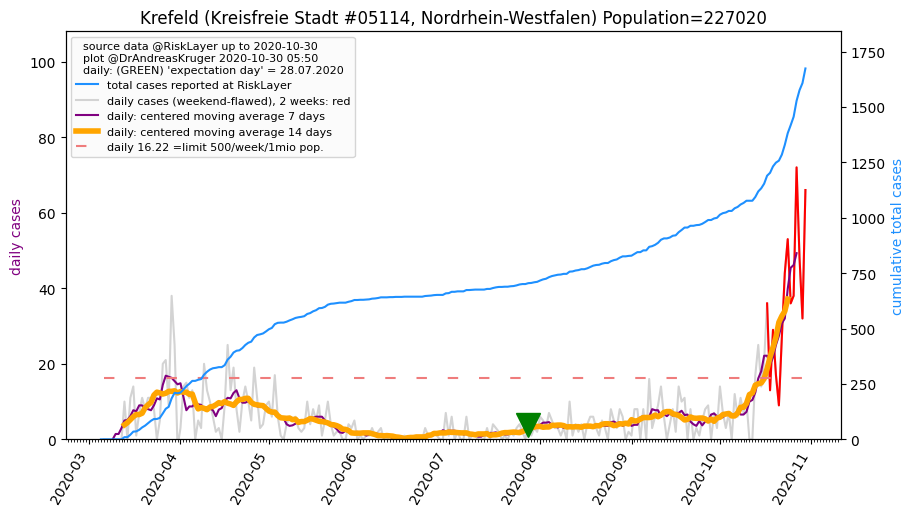 Krefeld (Kreisfreie Stadt #05114, Nordrhein-Westfalen) Population=227020
source data @RiskLayer up to 2020-10-30
plot @DrAndreasKruger 2020-10-30 05:50
daily: (GREEN) 'expectation day' = 28.07.2020
total cases reported at RiskLayer
daily cases (weekend-flawed), 2 weeks: red
daily: centered moving average 7 days
daily: centered moving average 14 days
daily 16.22 =limit 500/week/1mio pop.
daily cases
100
80
60
40
20
0
cumulative total cases
1750
1500
1250
1000
750
500
250
0
2020-03
2020-04
2020-05
2020-06
2020-07
2020-08
2020-09
2020-10
2020-11